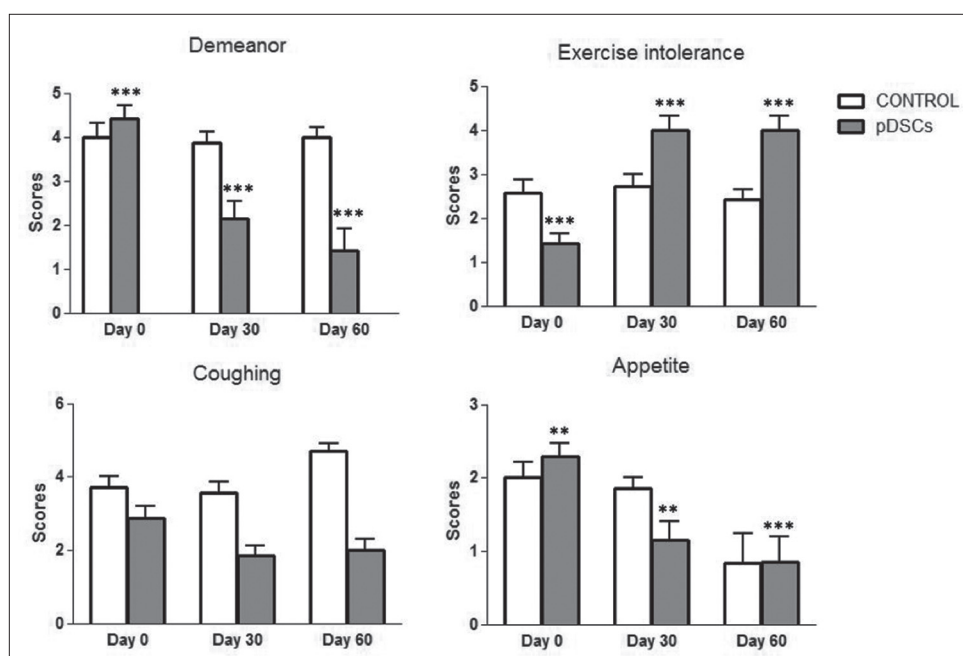 Demeanor
Scores
5
4
3
2
1
0
***
***
***
Day 0 Day 30 Day 60
Exercise intolerance
Scores
5
4
3
2
1
0
***
***
***
Day 0 Day 30 Day 60
CONTROL
pDSCs
Coughing
Scores
6
4
2
0
Day 0 Day 30 Day 60
Appetite
Scores
3
2
1
0
**
**
***
Day 0 Day 30 Day 60